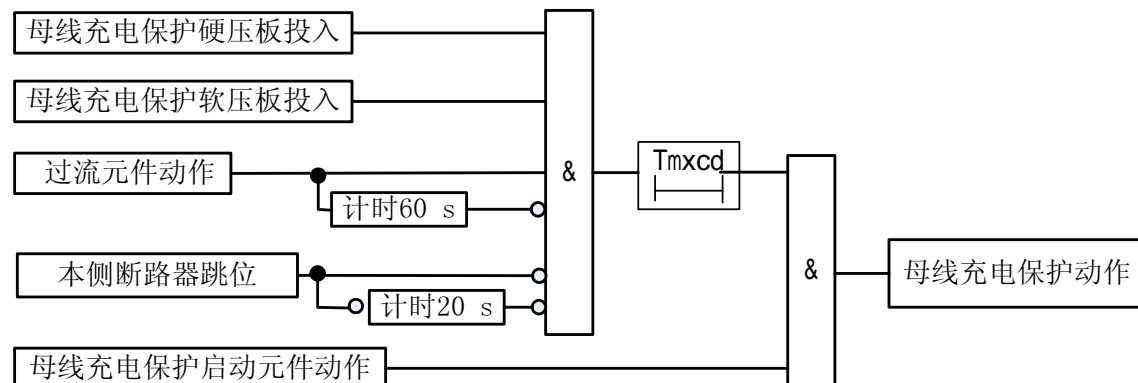 母线充电保护硬压板投入
母线充电保护软压板投入
过流元件动作
计时60 s
本侧断路器跳位
计时20 s
母线充电保护启动元件动作
&
Tmxcd
&
母线充电保护动作